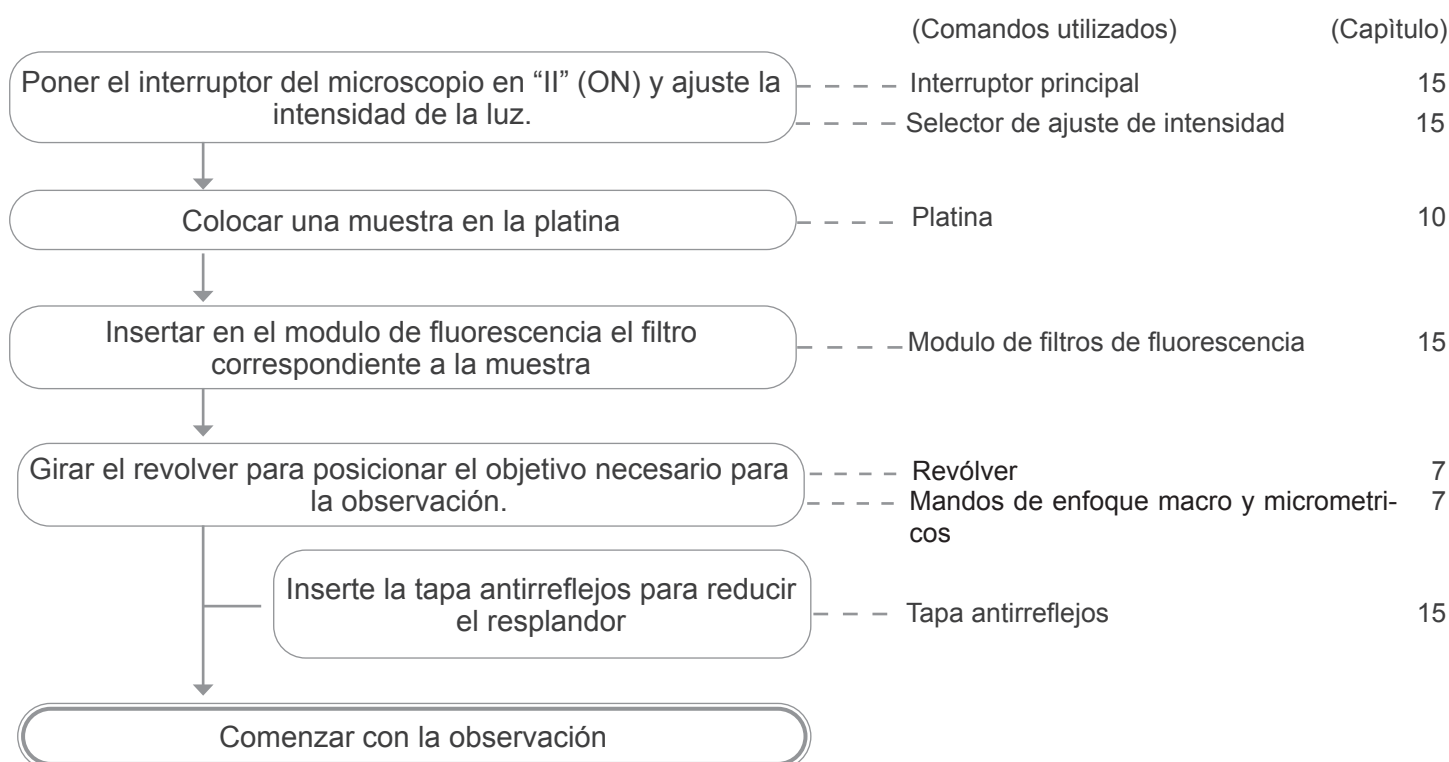 (Comandos utilizados) (Capìtulo)
Poner el interruptor del microscopio en “II” (ON) y ajuste la
intensidad de la luz.
Interruptor principal 15
Selector de ajuste de intensidad 15
Colocar una muestra en la platina
Platina 10
Insertar en el modulo de fluorescencia el filtro
correspondiente a la muestra
Modulo de filtros de fluorescencia 15
Girar el revolver para posicionar el objetivo necesario para
la observación.
Revólver 7
Mandos de enfoque macro y micrometri- 7
cos
Inserte la tapa antirreflejos para reducir
el resplandor
Tapa antirreflejos 15
Comenzar con la observación